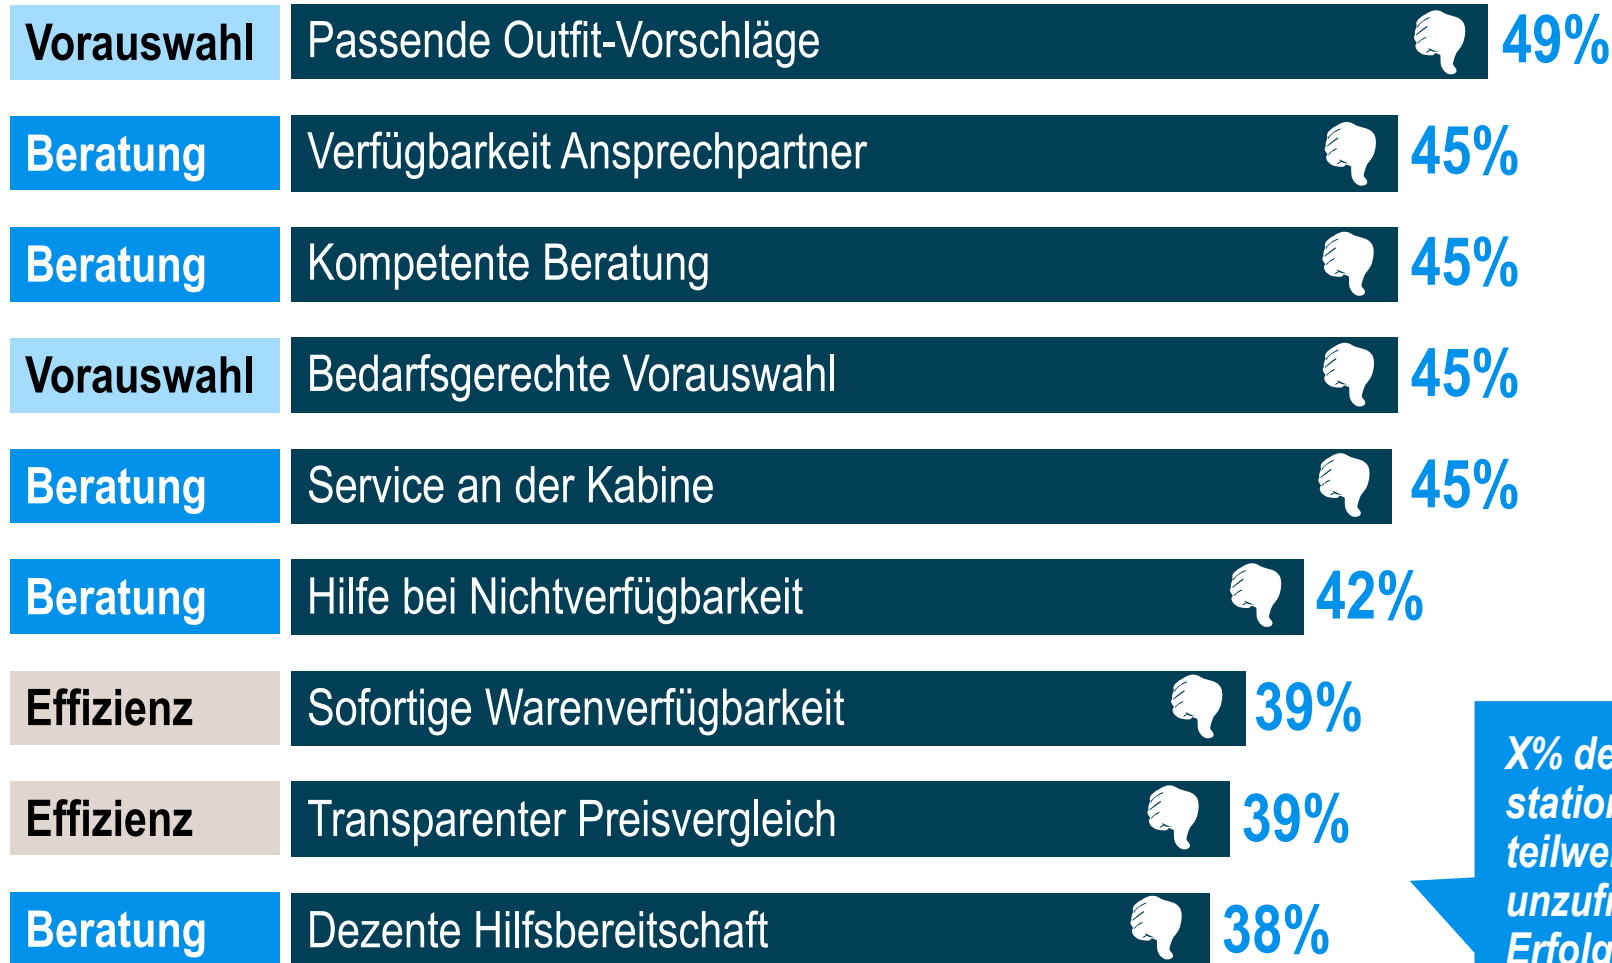 Vorauswahl Passende Outfit-Vorschläge 49%
Beratung Verfügbarkeit Ansprechpartner 45%
Beratung Kompetente Beratung 45%
Vorauswahl Bedarfsgerechte Vorauswahl 45%
Beratung Service an der Kabine 45%
Beratung Hilfe bei Nichtverfügbarkeit 42%
Effizienz Sofortige Warenverfügbarkeit 39%
Effizienz Transparenter Preisvergleich 39%
Beratung Dezente Hilfsbereitschaft 38%
X%